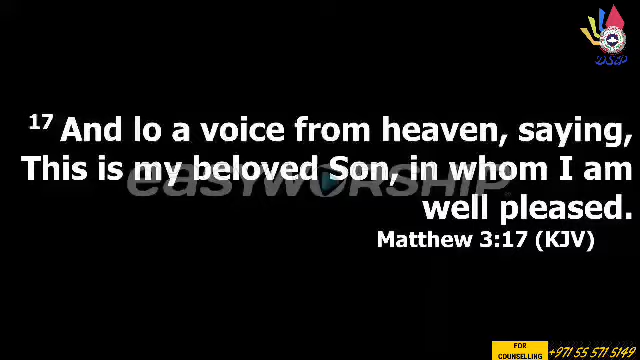 DSP
17 And lo a voice from heaven, saying,
This is my beloved Son, in whom I am
well pleased.
EASYWORSHIP
Matthew 3:17 (KJV)
FOR
COUNSELLING
+971 55 571 5149